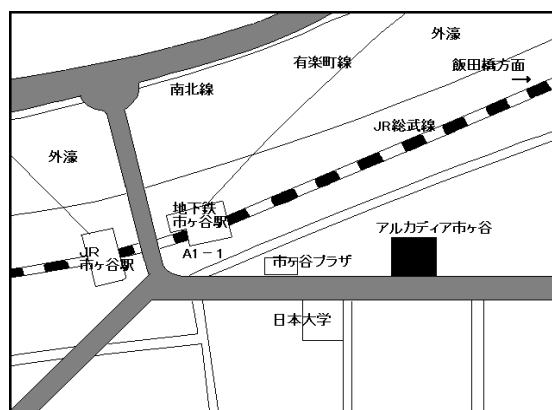 外濠
有楽町線
飯田橋方面
→
南北線
JR総武線
外濠
地下鉄
市ヶ谷駅
アルカディア市ヶ谷
JR
市ヶ谷駅
A1－1
市ヶ谷プラザ
日本大学